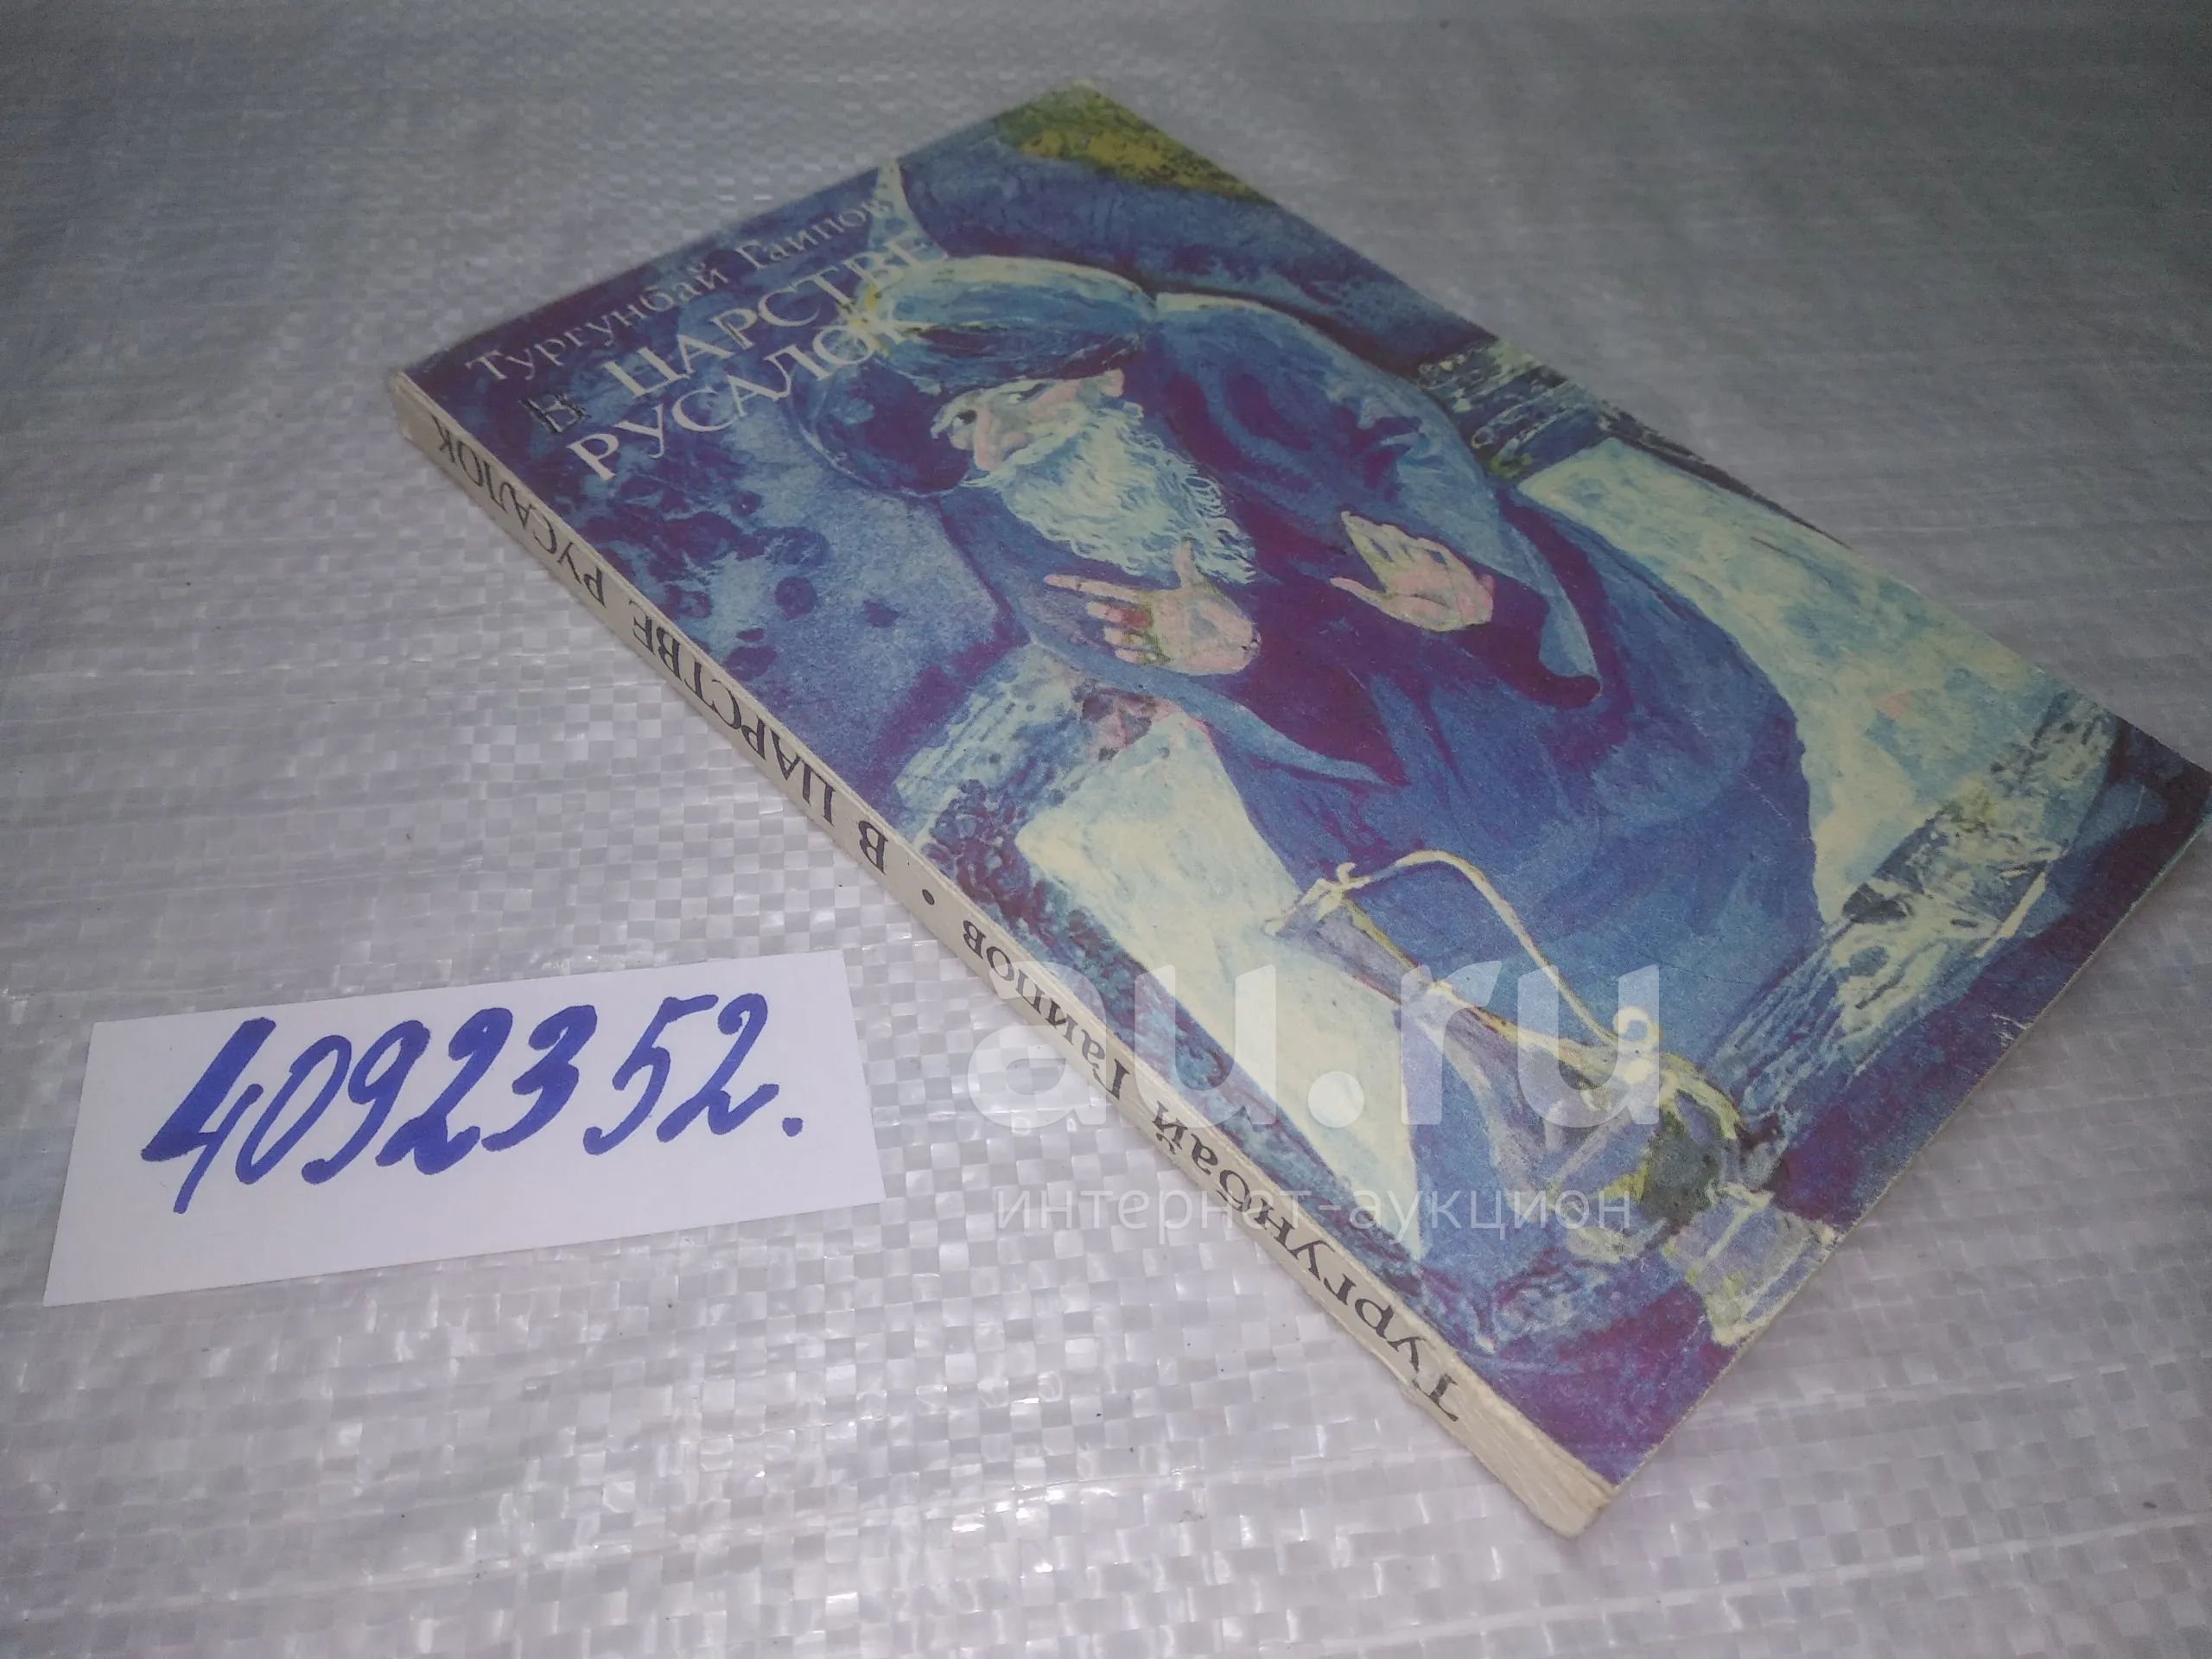 Тургунбай Гаипов
В ЦАРСТВЕ
РУСАЛОК
Тургунбай Гаипов • В ЦАРСТВЕ РУСАЛОК
4092352.
au.ru
интернет-аукцион